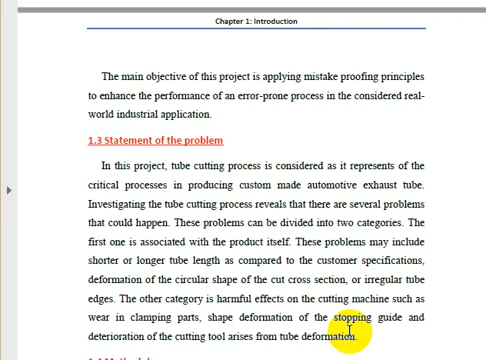 Chapter 1: Introduction
The main objective of this project is applying mistake proofing principles
to enhance the performance of an error-prone process in the considered real-
world industrial application.
1.3 Statement of the problem
In this project, tube cutting process is considered as it represents of the
critical processes in producing custom made automotive exhaust tube.
Investigating the tube cutting process reveals that there are several problems
that could happen. These problems can be divided into two categories. The
first one is associated with the product itself. These problems may include
shorter or longer tube length as compared to the customer specifications,
deformation of the circular shape of the cut cross section, or irregular tube
edges. The other category is harmful effects on the cutting machine such as
wear in clamping parts, shape deformation of the stopping guide and
deterioration of the cutting tool arises from tube deformation.